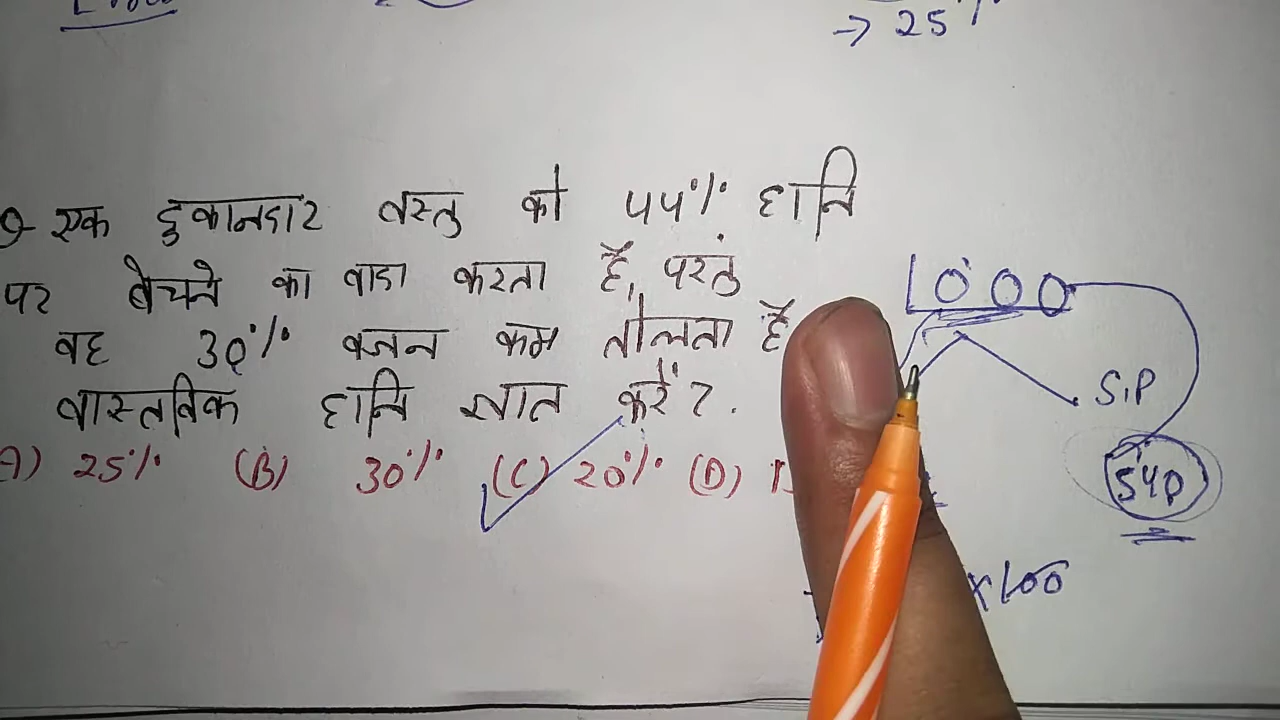 → 25 %
Q- एक दुकानदार वस्तु को 44% हानि
पर बेचने का वादा करता है, परंतु
वह 30% वजन कम तोलता है
वास्तविक हानि ज्ञात करें?.
A) 25% (B) 30% (C) 20% (D)
1000
S.P
540
×100